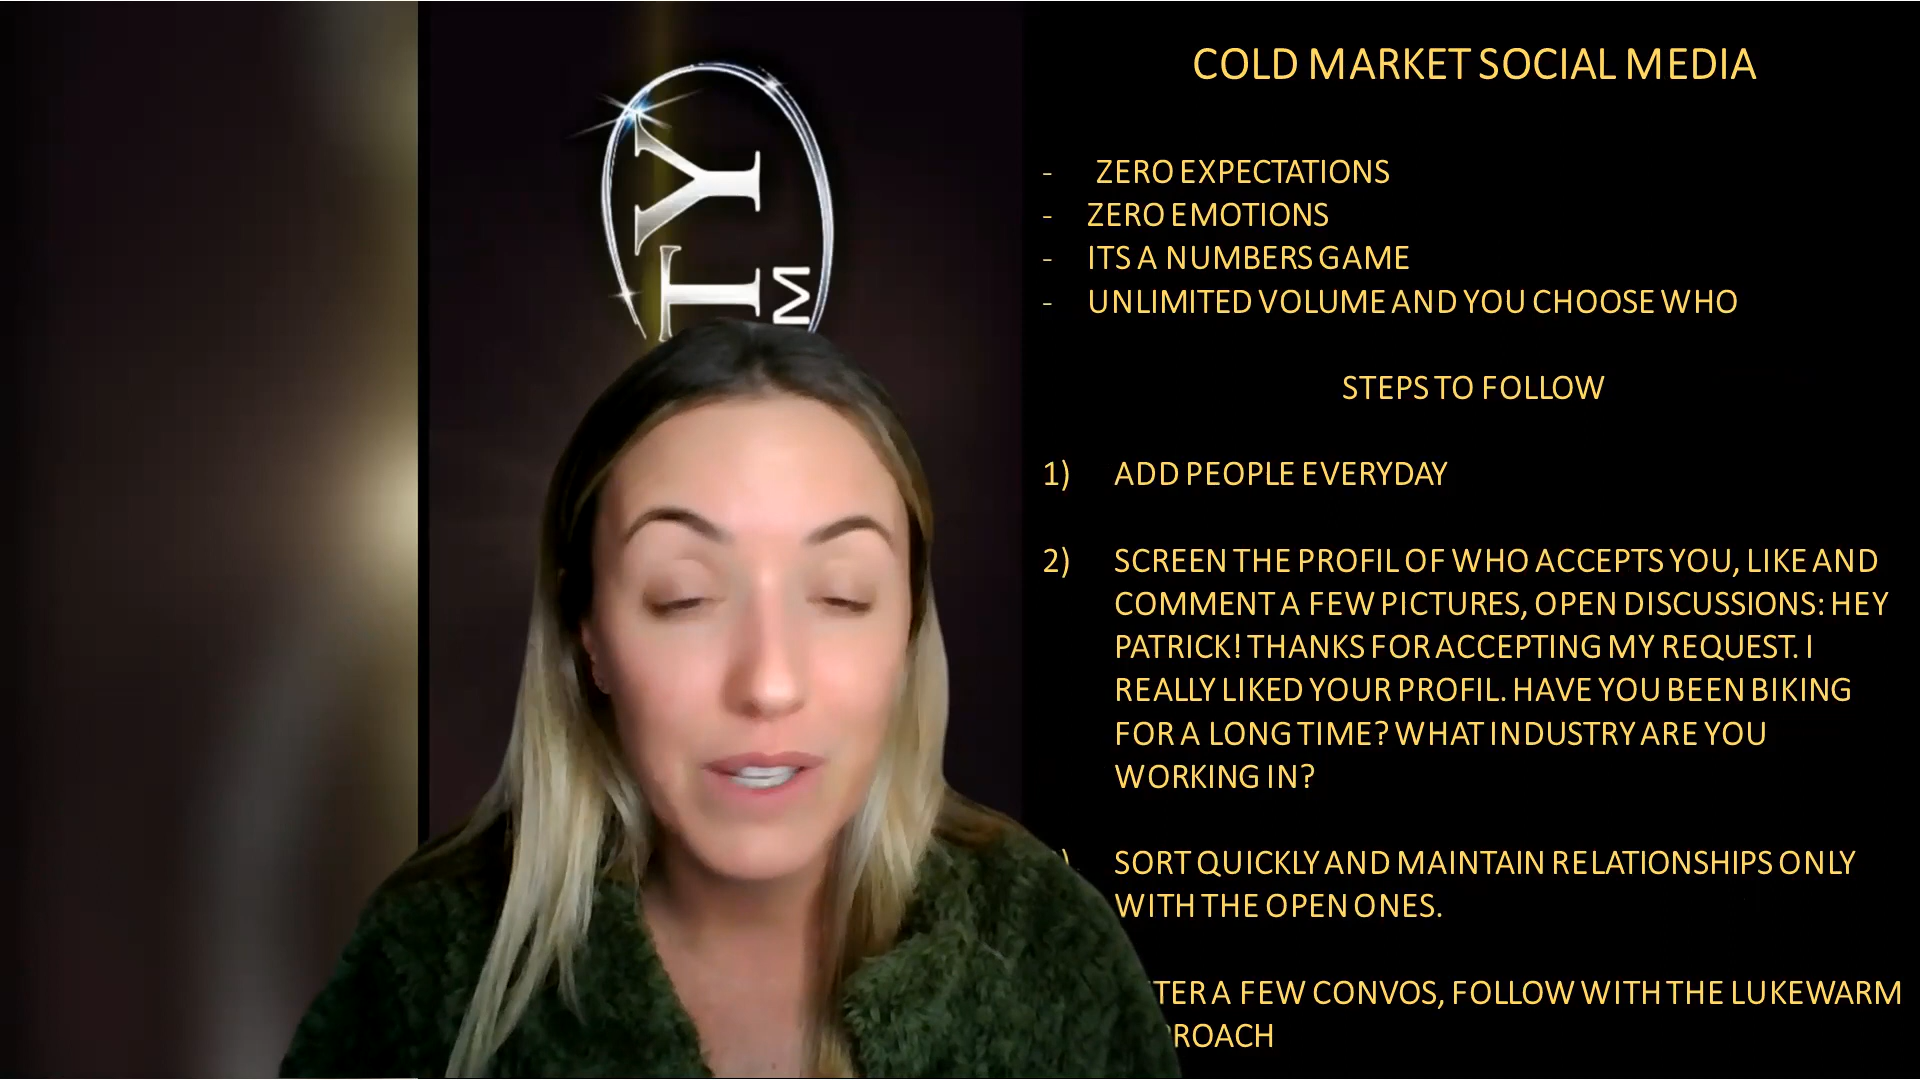 TY
M
COLD MARKET SOCIAL MEDIA
- ZERO EXPECTATIONS
- ZERO EMOTIONS
- ITS A NUMBERS GAME
- UNLIMITED VOLUME AND YOU CHOOSE WHO
STEPS TO FOLLOW
1) ADD PEOPLE EVERYDAY
2) SCREEN THE PROFIL OF WHO ACCEPTS YOU, LIKE AND
COMMENT A FEW PICTURES, OPEN DISCUSSIONS: HEY
PATRICK! THANKS FOR ACCEPTING MY REQUEST. I
REALLY LIKED YOUR PROFIL. HAVE YOU BEEN BIKING
FOR A LONG TIME? WHAT INDUSTRY ARE YOU
WORKING IN?
) SORT QUICKLY AND MAINTAIN RELATIONSHIPS ONLY
WITH THE OPEN ONES.
TER A FEW CONVOS, FOLLOW WITH THE LUKEWARM
ROACH